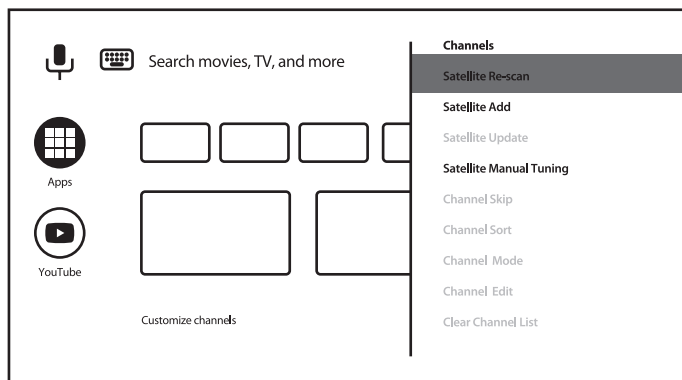 Search movies, TV, and more
Apps
YouTube
Customize channels
Channels
Satellite Re-scan
Satellite Add
Satellite Update
Satellite Manual Tuning
Channel Skip
Channel Sort
Channel Mode
Channel Edit
Clear Channel List